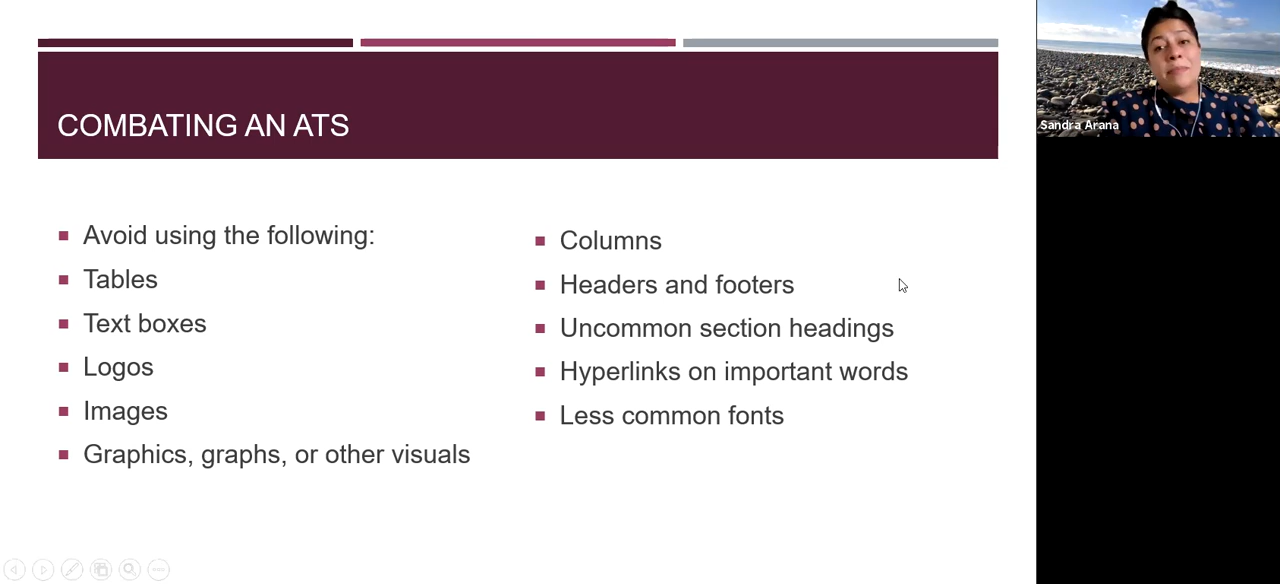 COMBATING AN ATS
Avoid using the following:
Tables
Text boxes
Logos
Images
Graphics, graphs, or other visuals
Columns
Headers and footers
Uncommon section headings
Hyperlinks on important words
Less common fonts
Sandra Arana